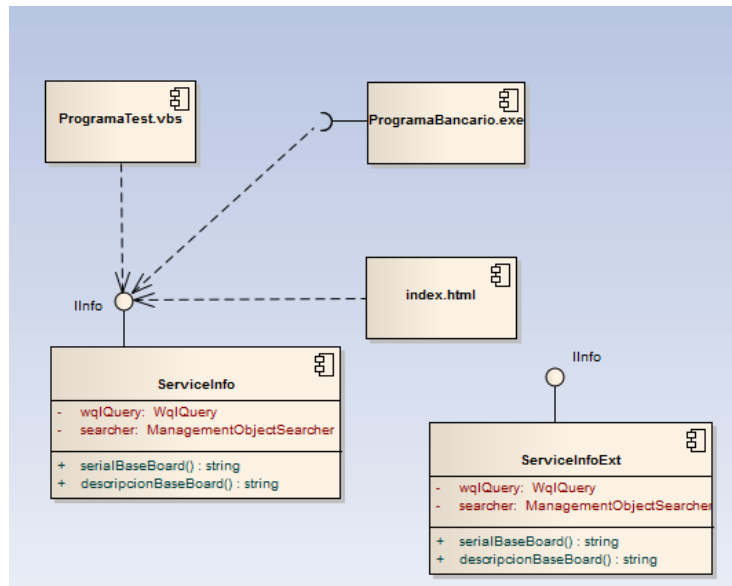 ProgramaTest.vbs
ProgramaBancario.exe
index.html
IInfo
ServiceInfo
- wqlQuery: WqlQuery
- searcher: ManagementObjectSearcher
+ serialBaseBoard() : string
+ descripcionBaseBoard() : string
IInfo
ServiceInfoExt
- wqlQuery: WqlQuery
- searcher: ManagementObjectSearcher
+ serialBaseBoard() : string
+ descripcionBaseBoard() : string